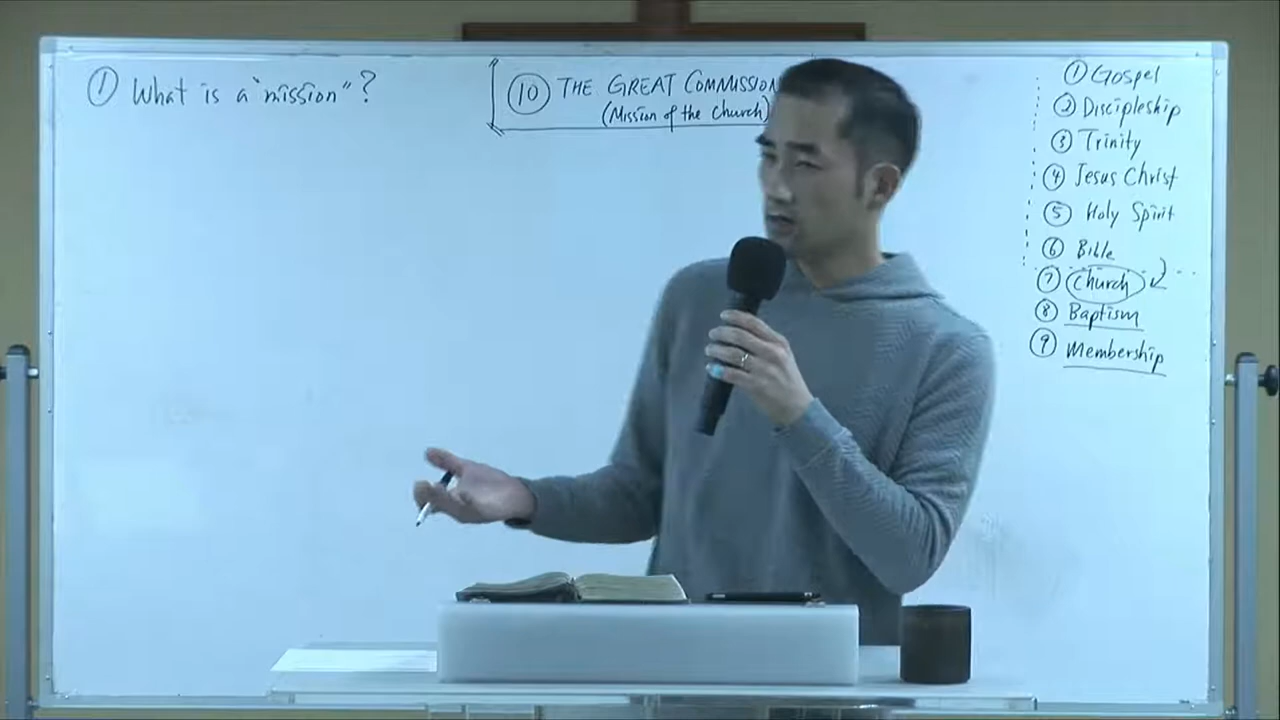 ① What is a "mission"?
⑩ THE GREAT COMMISSION
(Mission of the Church)
① Gospel
② Discipleship
③ Trinity
④ Jesus Christ
⑤ Holy Spirit
⑥ Bible
⑦ Church
⑧ Baptism
⑨ Membership